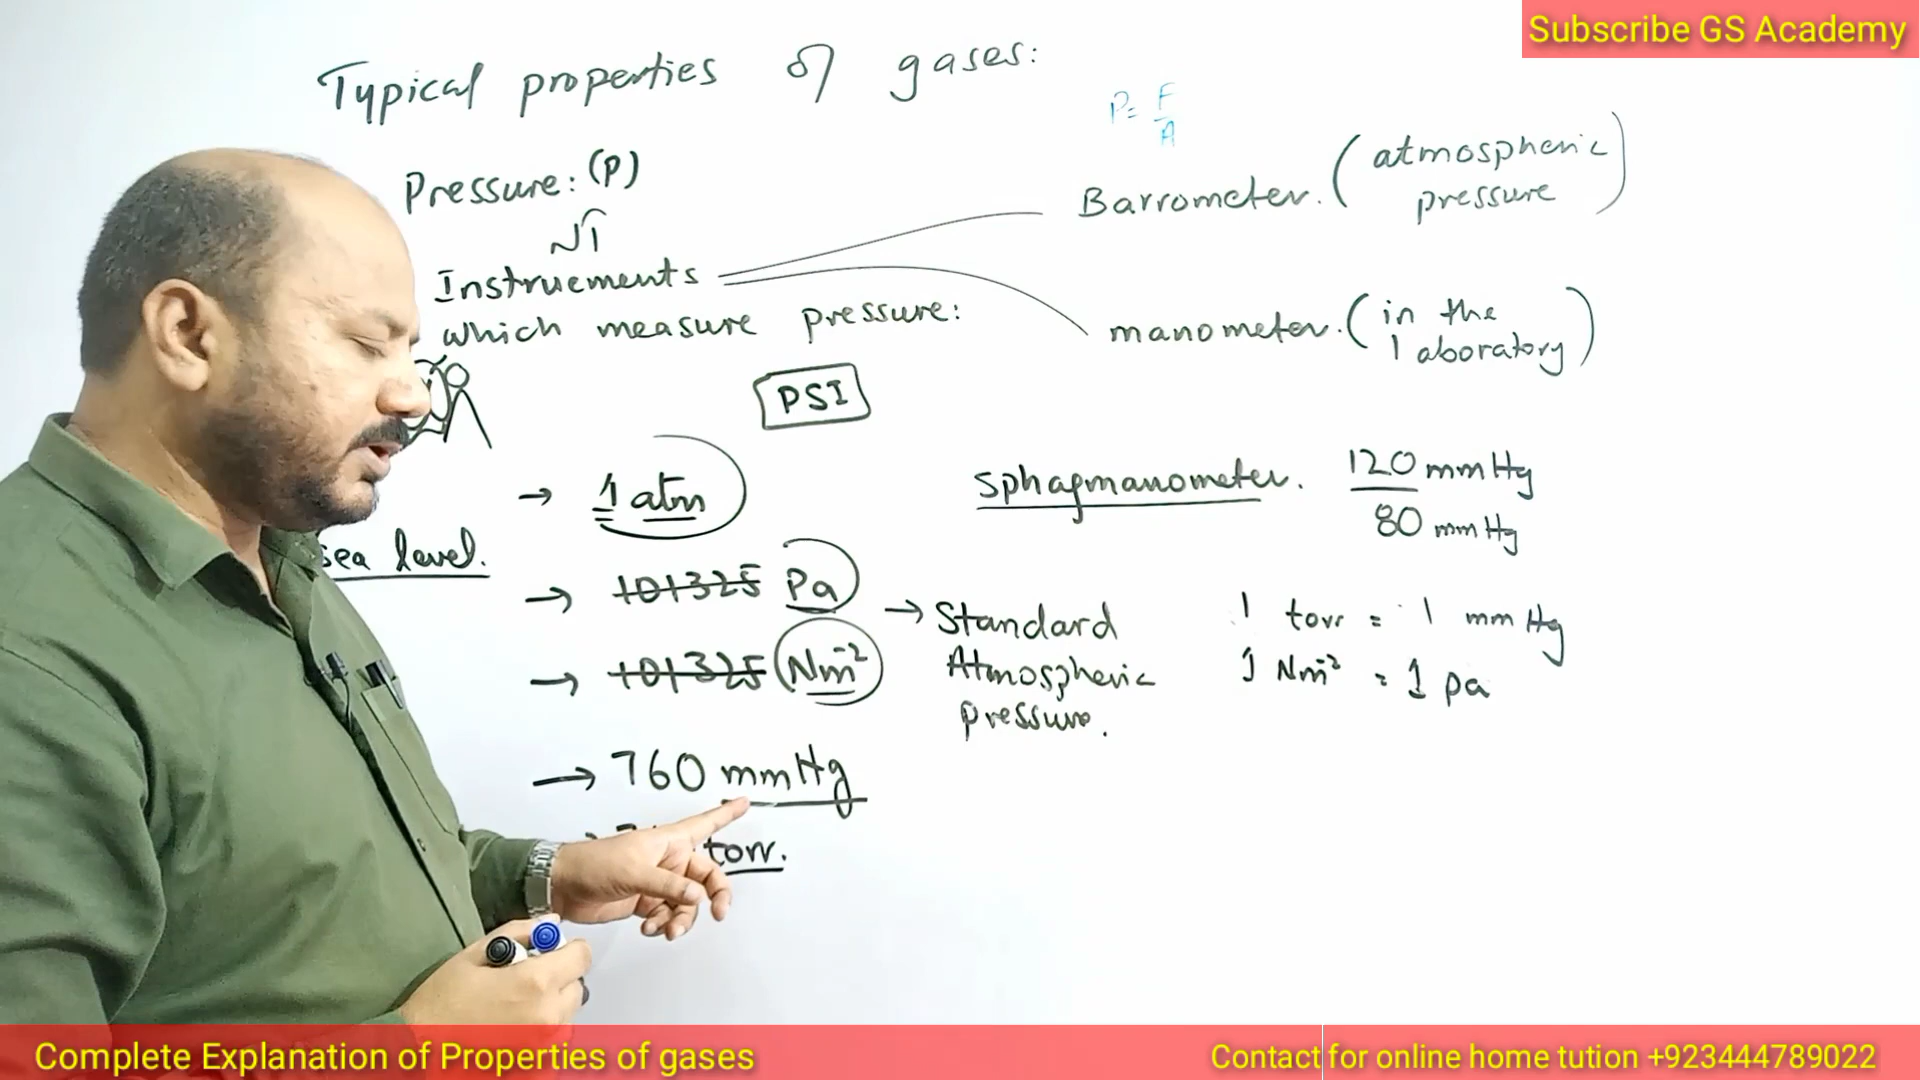 Subscribe GS Academy
Typical properties of gases:
P= F
A
Pressure: (P)
Barrometer. (atmospheric
pressure)
Instruements
which measure pressure:
manometer. (in the
laboratory)
PSI
→ 1 atm
sphagmanometer. 120 mmHg
80 mmHg
sea level.
→ 101325 Pa
→ Standard
Atmospheric
pressure.
1 torr = 1 mm Hg
→ 101325 Nm⁻²
1 Nm⁻² = 1 pa
→ 760 mmHg
torr.
Complete Explanation of Properties of gases
Contact for online home tution +923444789022